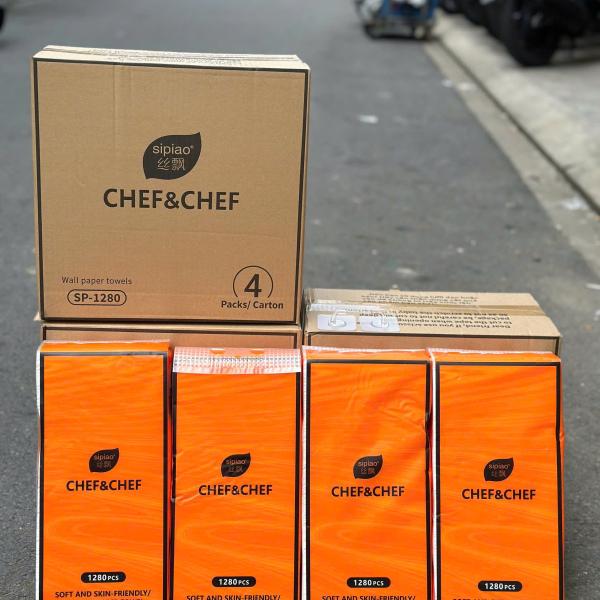 sipiao®
丝飘
CHEF&CHEF
Wall paper towels
SP-1280
4
Packs/ Carton
sipiao®
丝飘
CHEF&CHEF
1280PCS
SOFT AND SKIN-FRIENDLY/
sipiao®
丝飘
CHEF&CHEF
1280PCS
SOFT AND SKIN-FRIENDLY/
sipiao®
丝飘
CHEF&CHEF
1280PCS
SOFT AND SKIN-FRIENDLY/
sipiao®
丝飘
CHEF&CHEF
1280PCS
SOFT AND SKIN-FRIENDLY/